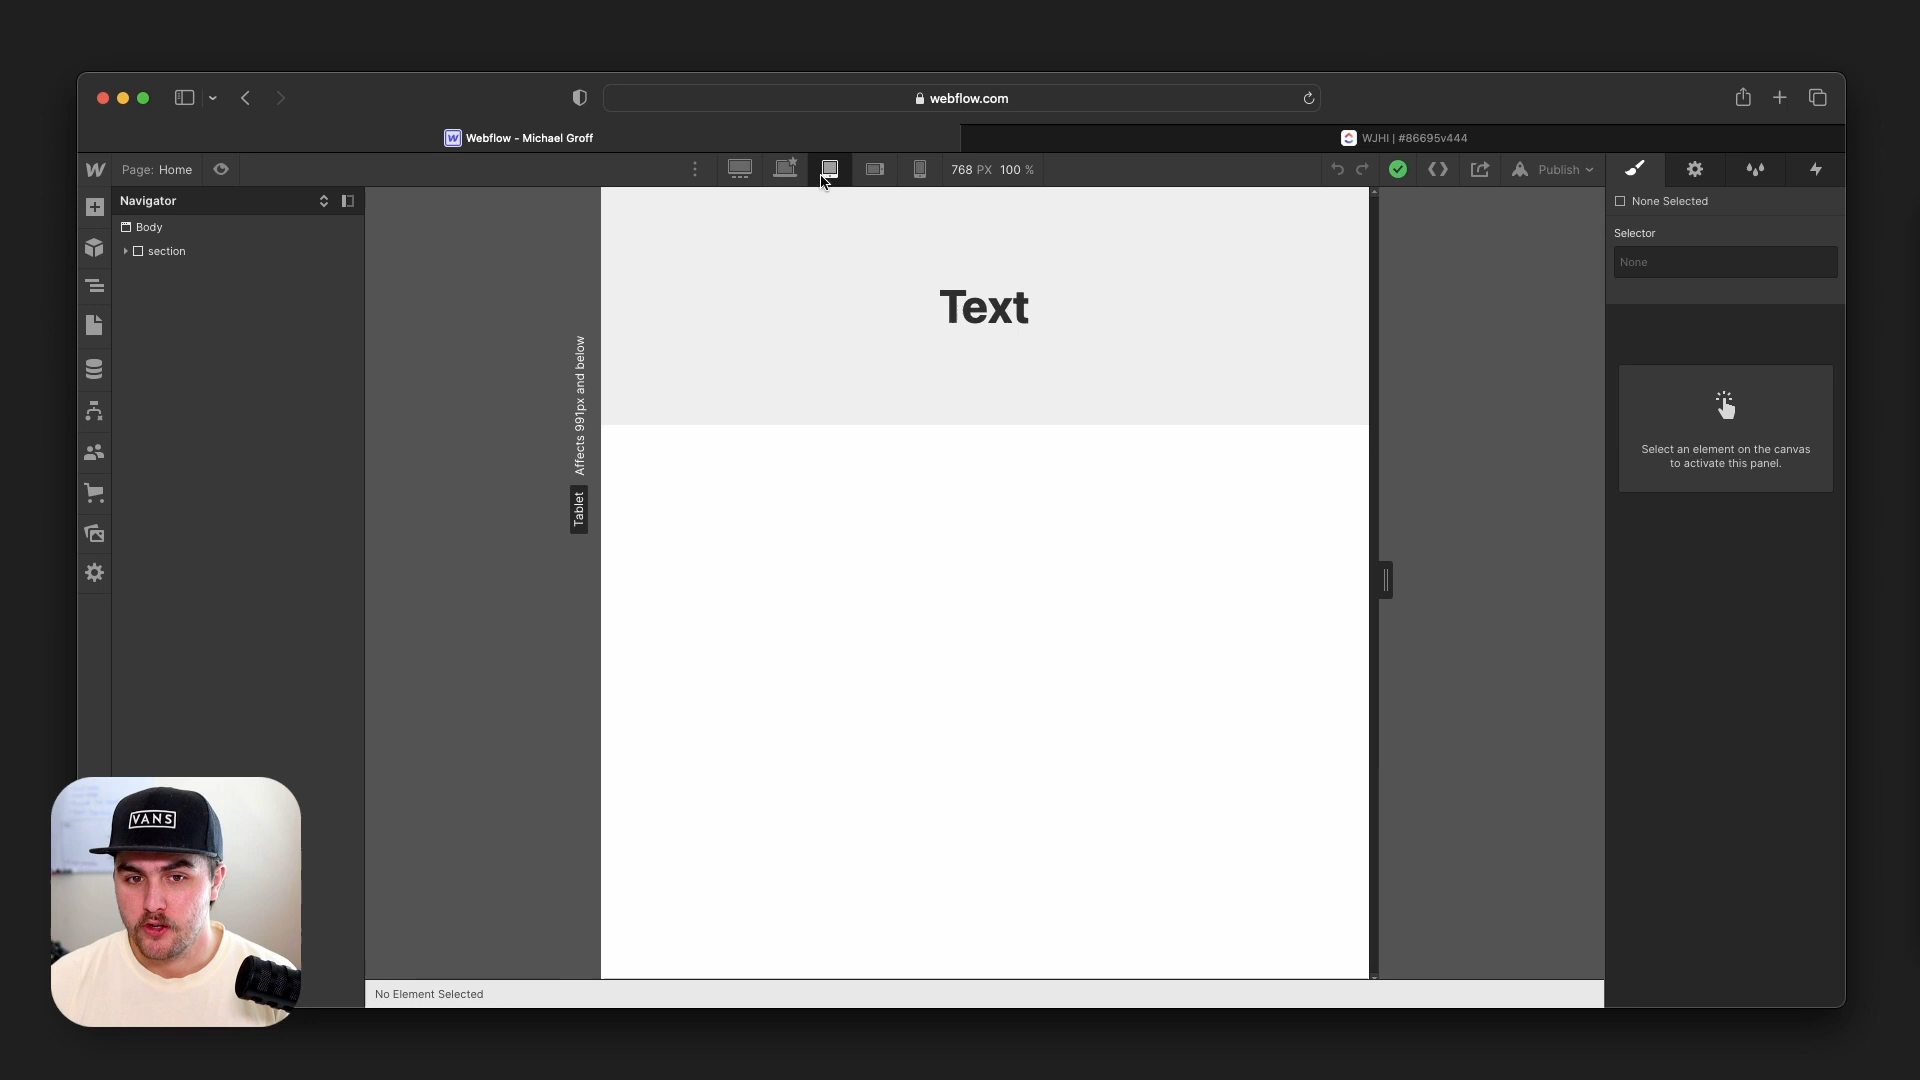 webflow.com
Webflow - Michael Groff
WJHI | #86695v444
Page: Home
768 PX 100 %
Publish
Navigator
None Selected
Body
section
Selector
None
Text
Affects 991px and below
Tablet
Select an element on the canvas
to activate this panel.
VANS
No Element Selected